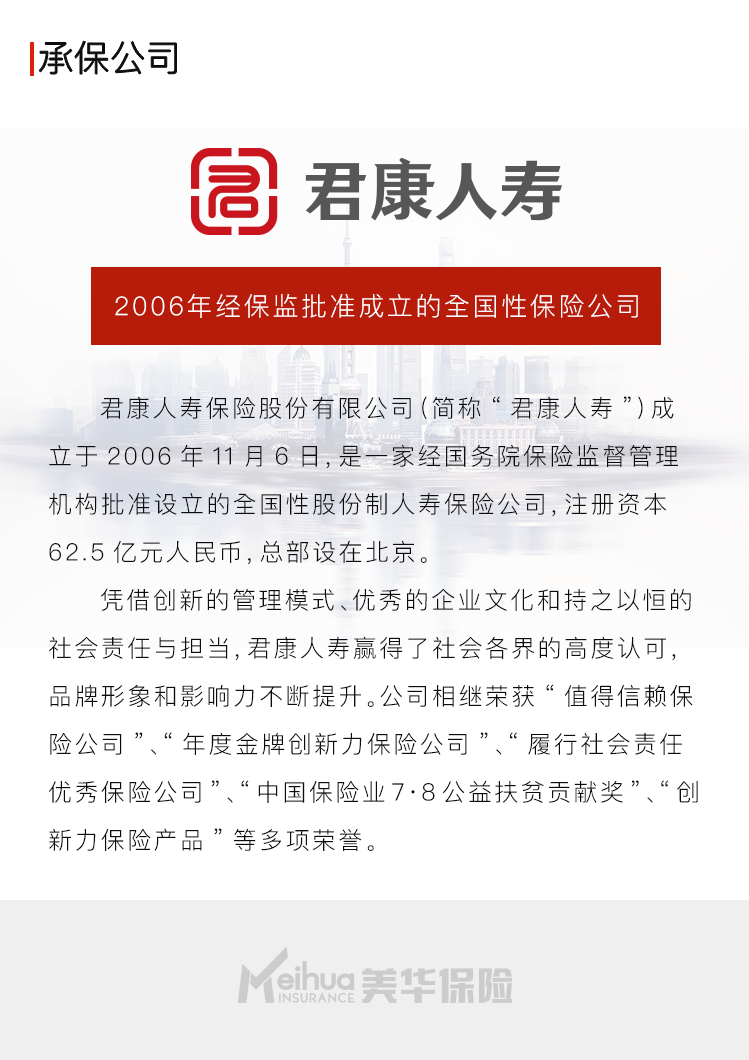 承保公司
君康人寿
2006年经保监批准成立的全国性保险公司
君康人寿保险股份有限公司(简称“君康人寿”)成
立于2006年11月6日,是一家经国务院保险监督管理
机构批准设立的全国性股份制人寿保险公司,注册资本
62.5亿元人民币,总部设在北京。
凭借创新的管理模式、优秀的企业文化和持之以恒的
社会责任与担当,君康人寿赢得了社会各界的高度认可,
品牌形象和影响力不断提升。公司相继荣获“值得信赖保
险公司”、“年度金牌创新力保险公司”、“履行社会责任
优秀保险公司”、“中国保险业7·8公益扶贫贡献奖”、“创
新力保险产品”等多项荣誉。
Meihua 美华保险
INSURANCE